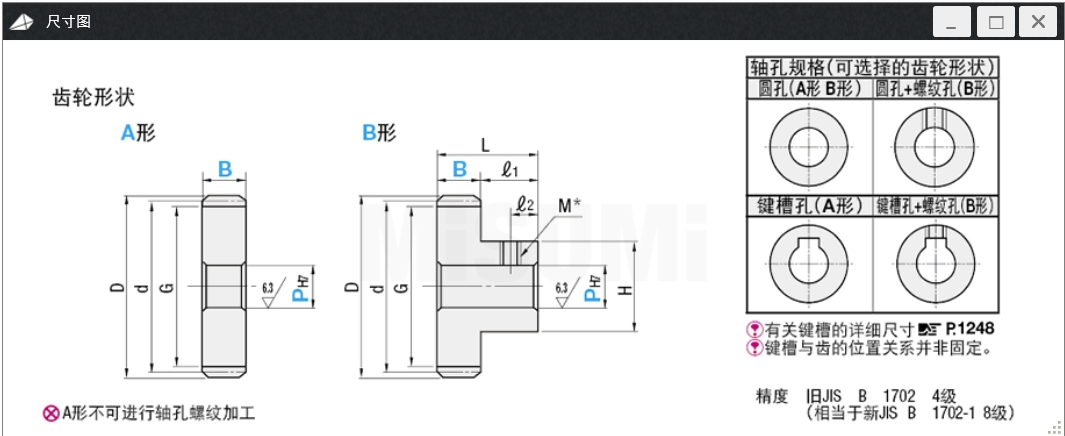 尺寸图
齿轮形状
A形
B形
B
D
d
G
6.3
PH7
L
B
ℓ1
ℓ2
M*
D
d
G
6.3
PH7
H
MiSUMi
⊗A形不可进行轴孔螺纹加工
轴孔规格(可选择的齿轮形状)
圆孔(A形 B形) 圆孔+螺纹孔(B形)
键槽孔(A形) 键槽孔+螺纹孔(B形)
有关键槽的详细尺寸 P.1248
键槽与齿的位置关系并非固定。
精度 旧JIS B 1702 4级
(相当于新JIS B 1702-1 8级)